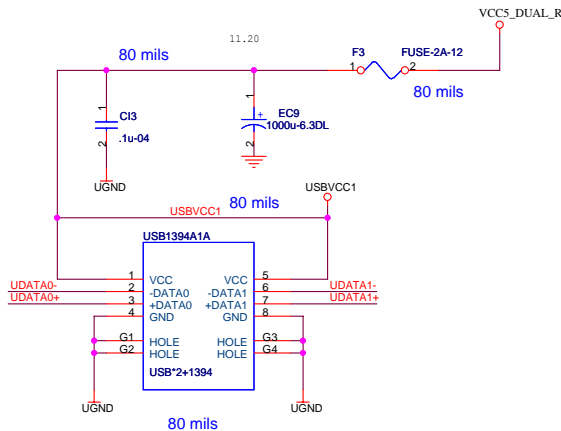 VCC5_DUAL_R
11.20
80 mils
F3 FUSE-2A-12
1 2
80 mils
1
CI3
.1u-04
2
1
+
EC9
1000u-6.3DL
2
UGND
USBVCC1
80 mils
USBVCC1
USB1394A1A
1 VCC VCC 5
UDATA0- 2 -DATA0 -DATA1 6 UDATA1-
UDATA0+ 3 +DATA0 +DATA1 7 UDATA1+
4 GND GND 8
G1 HOLE HOLE G3
G2 HOLE HOLE G4
USB*2+1394
UGND UGND
80 mils